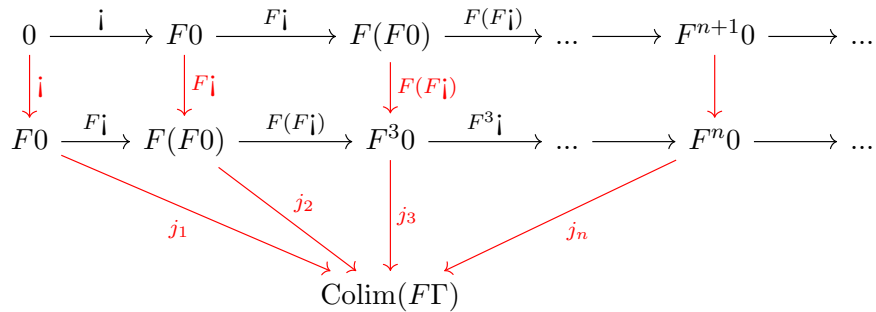 0 ¡ F0 F¡ F(F0) F(F¡) ... F^{n+1}0 ...
¡ F¡ F(F¡)
F0 F¡ F(F0) F(F¡) F^3 0 F^3 ¡ ... F^n 0 ...
j_1 j_2 j_3 j_n
Colim(FΓ)